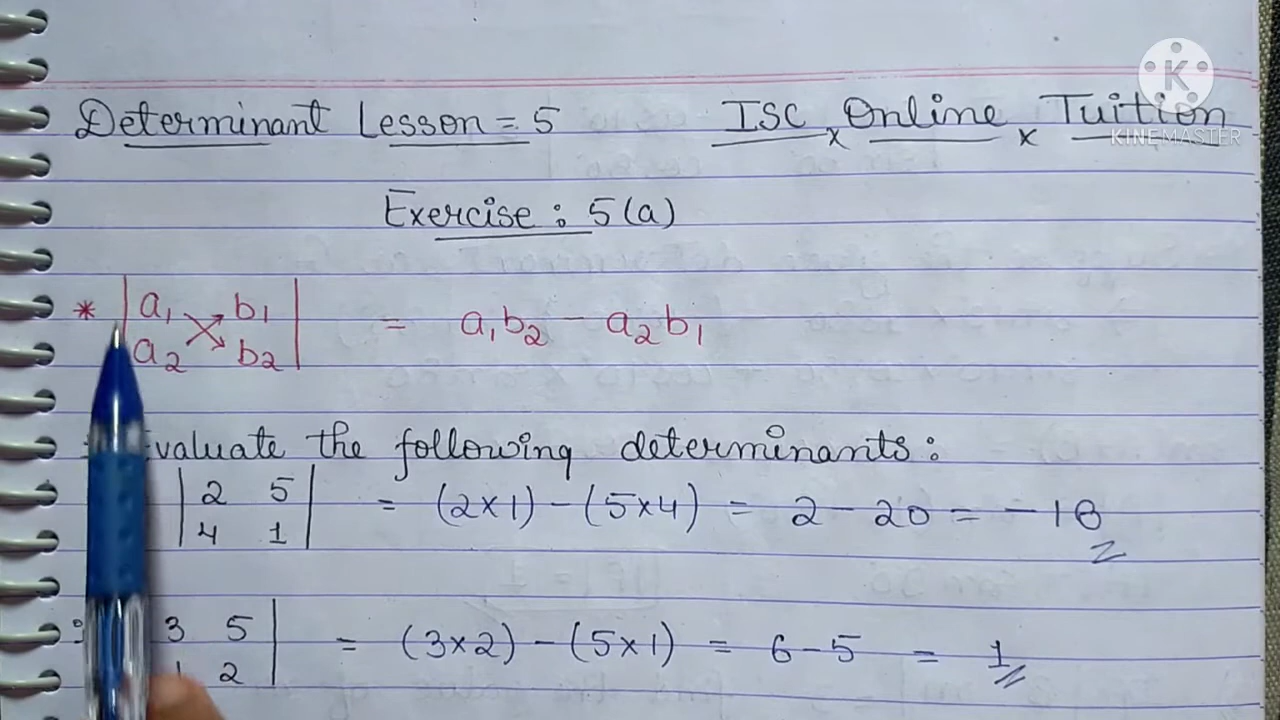 Determinant Lesson = 5 ISC x Online x Tuition
K
KINEMASTER
Exercise : 5(a)
* | a₁ b₁ | = a₁b₂ - a₂b₁
| a₂ b₂ |
Evaluate the following determinants:
| 2 5 | = (2×1) - (5×4) = 2 - 20 = -18
| 4 1 |
3 5 | = (3×2) - (5×1) = 6 - 5 = 1
1 2 |